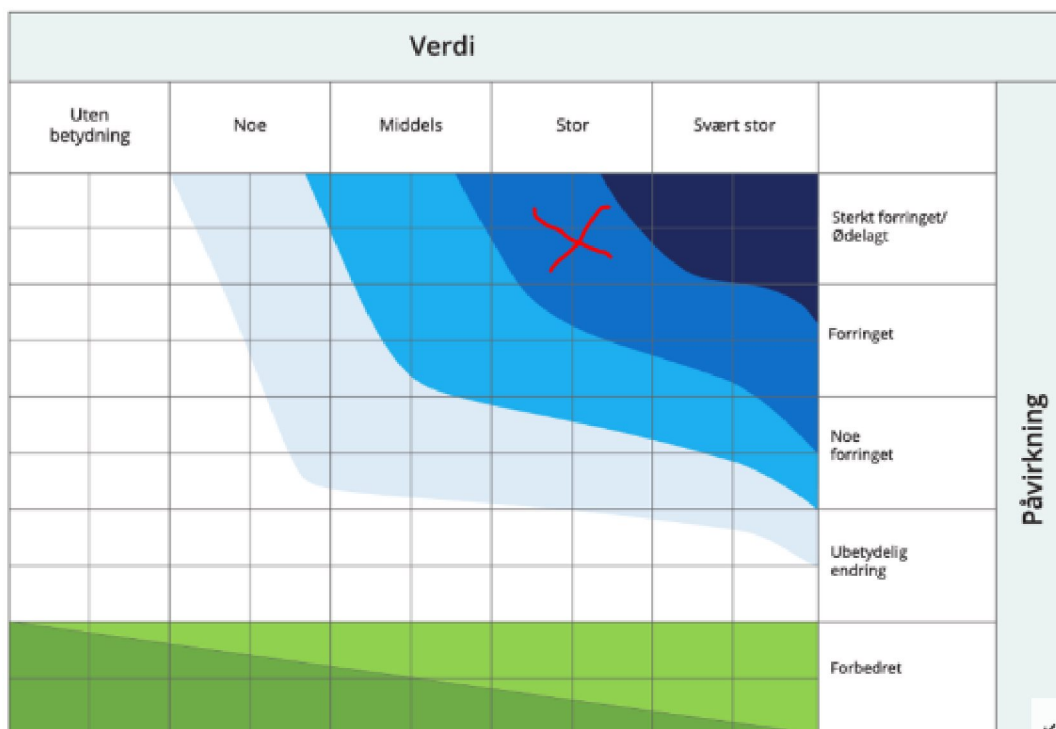 Verdi
Uten
betydning
Noe
Middels
Stor
Svært stor
Sterkt forringet/
Ødelagt
Forringet
Noe
forringet
Ubetydelig
endring
Forbedret
Påvirkning